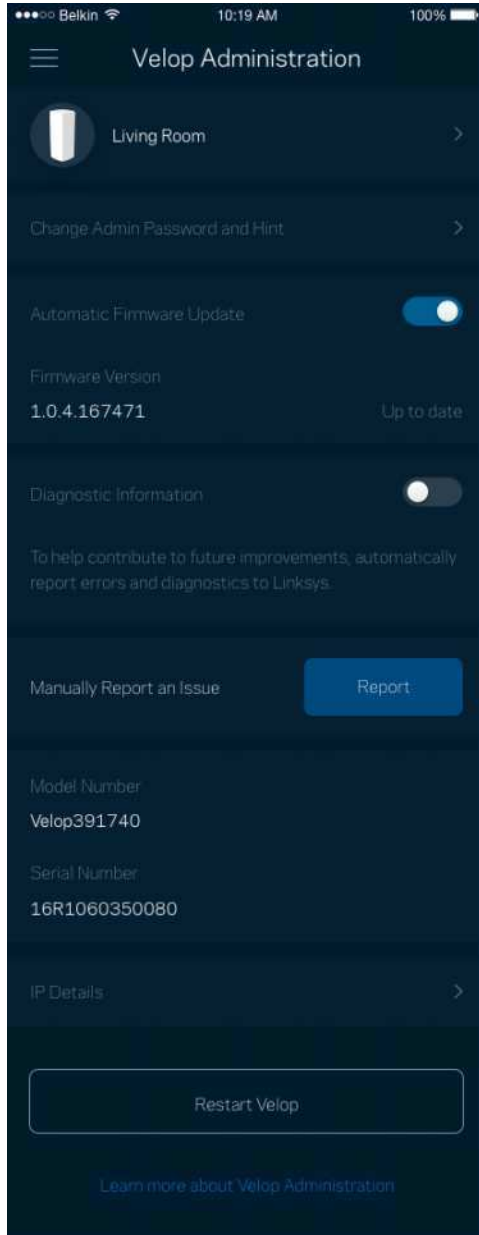 Belkin 10:19 AM 100%
Velop Administration
Living Room
Change Admin Password and Hint
Automatic Firmware Update
Firmware Version
1.0.4.167471 Up to date
Diagnostic Information
To help contribute to future improvements, automatically
report errors and diagnostics to Linksys.
Manually Report an Issue Report
Model Number
Velop391740
Serial Number
16R1060350080
IP Details
Restart Velop
Learn more about Velop Administration